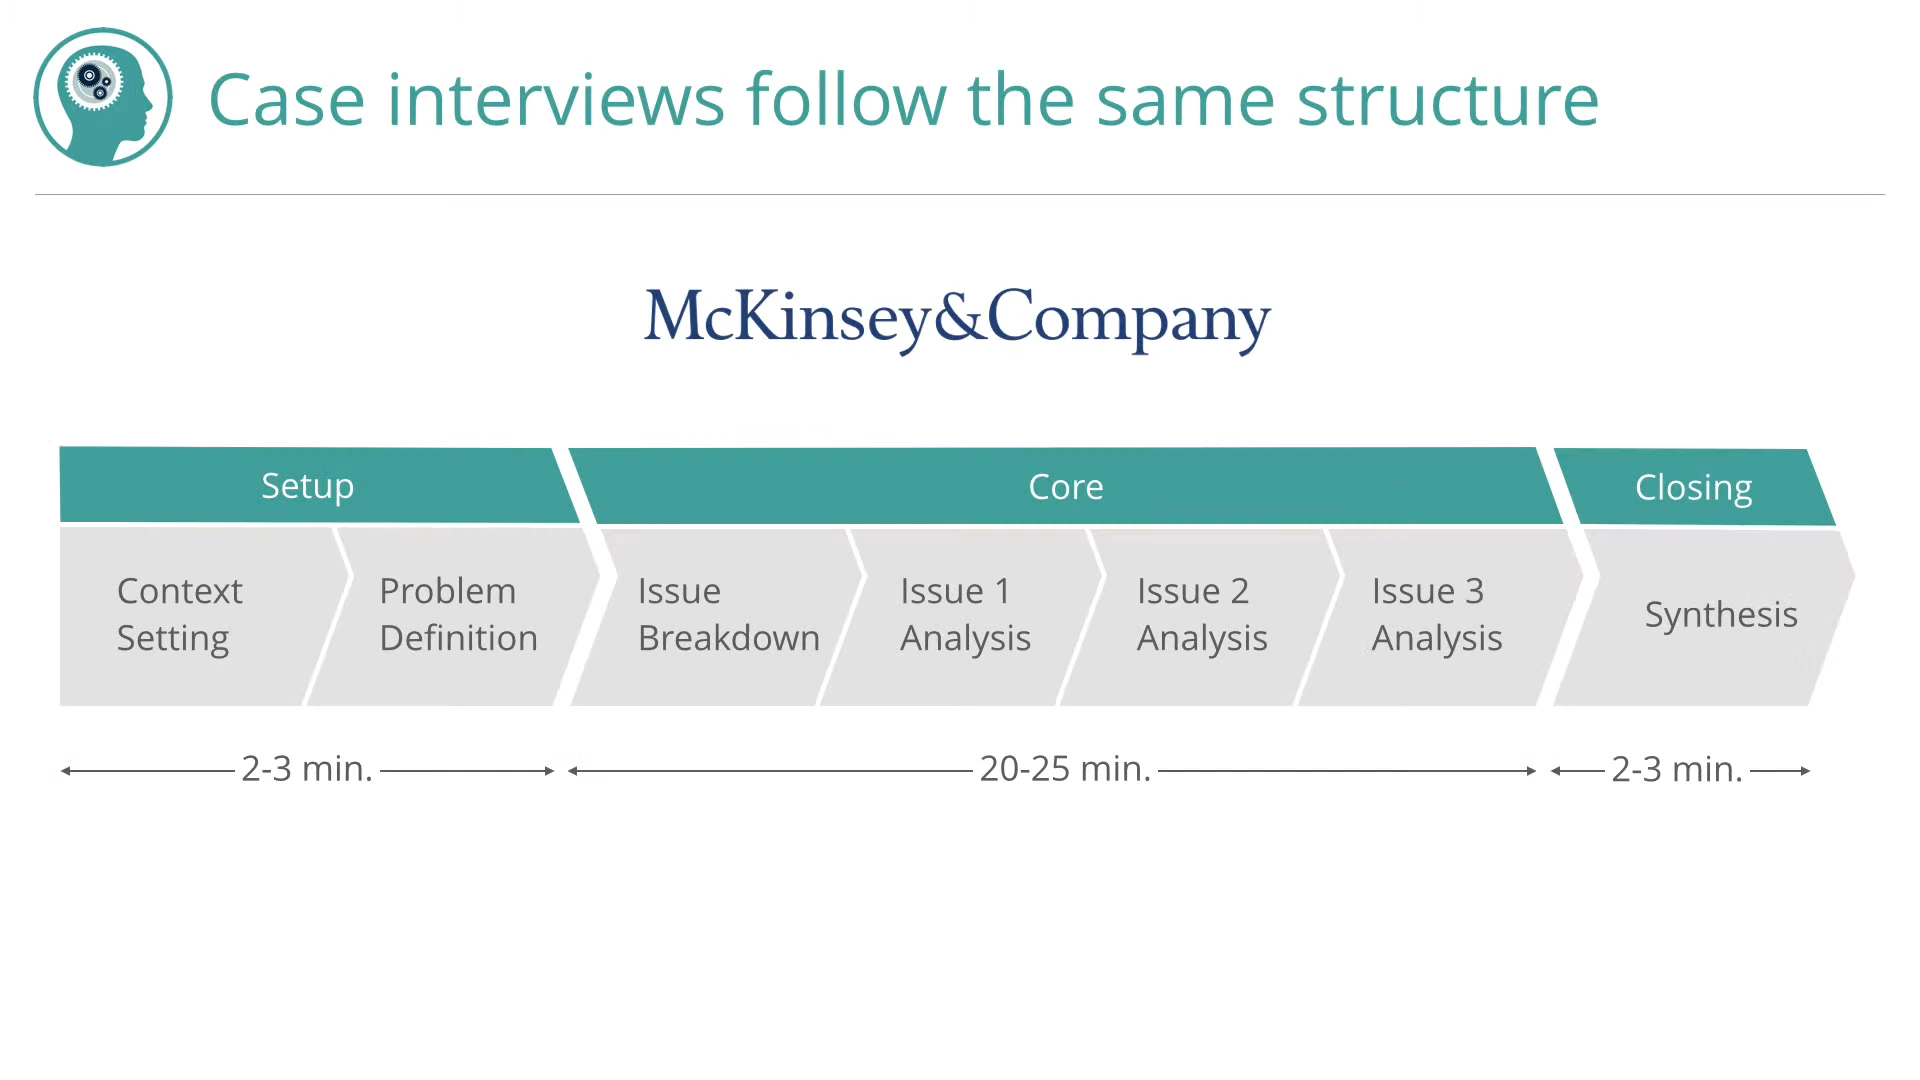 Case interviews follow the same structure
McKinsey&Company
Setup
Core
Closing
Context
Setting
Problem
Definition
Issue
Breakdown
Issue 1
Analysis
Issue 2
Analysis
Issue 3
Analysis
Synthesis
2-3 min.
20-25 min.
2-3 min.